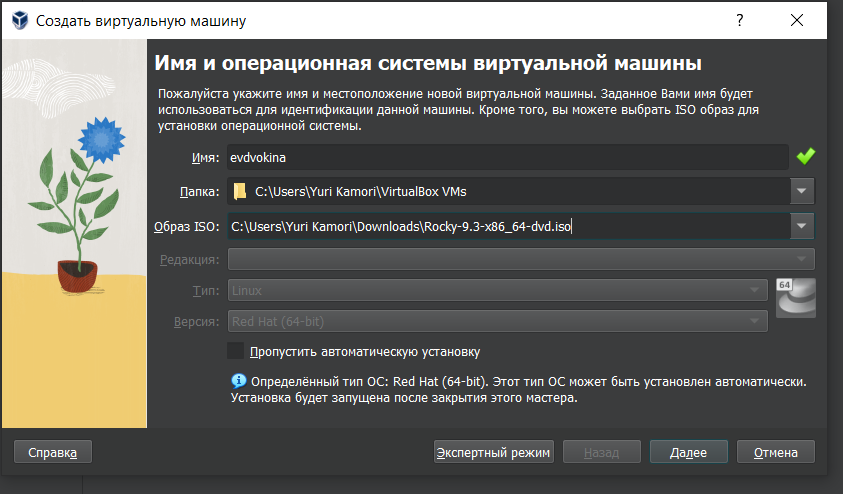 Создать виртуальную машину
?
Имя и операционная системы виртуальной машины
Пожалуйста укажите имя и местоположение новой виртуальной машины. Заданное Вами имя будет
использоваться для идентификации данной машины. Кроме того, вы можете выбрать ISO образ для
установки операционной системы.
Имя: evdvokina
Папка: C:\Users\Yuri Kamori\VirtualBox VMs
Образ ISO: C:\Users\Yuri Kamori\Downloads\Rocky-9.3-x86_64-dvd.iso
Редакция:
Тип: Linux
64
Версия: Red Hat (64-bit)
Пропустить автоматическую установку
Определённый тип ОС: Red Hat (64-bit). Этот тип ОС может быть установлен автоматически.
Установка будет запущена после закрытия этого мастера.
Справка Экспертный режим Назад Далее Отмена